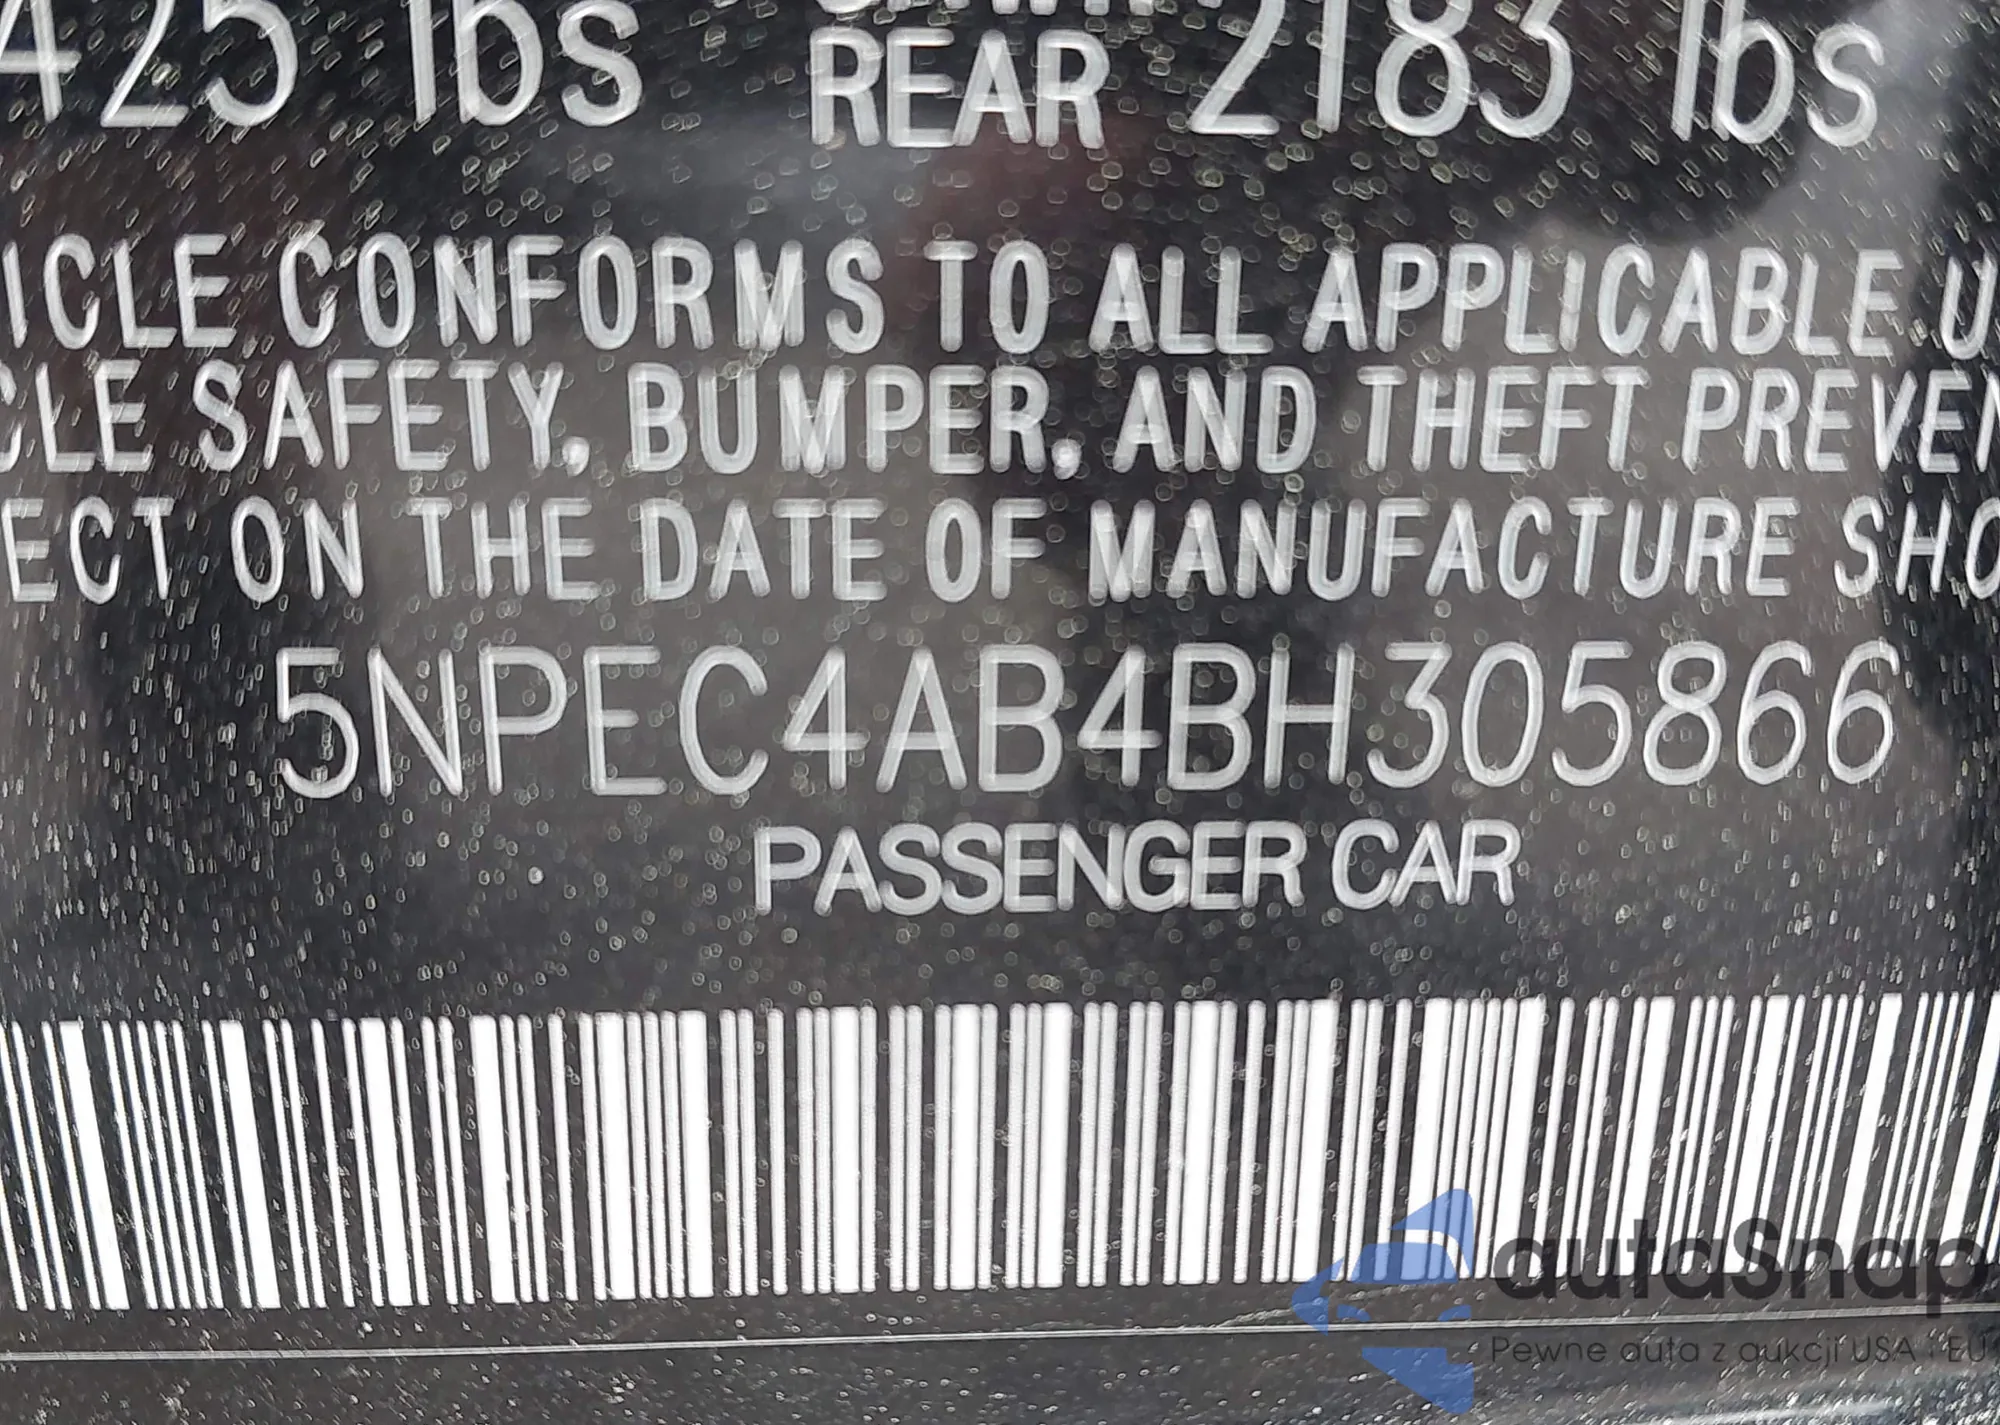 425 lbs REAR 2183 lbs
ICLE CONFORMS TO ALL APPLICABLE U
CLE SAFETY, BUMPER, AND THEFT PREVEN
ECT ON THE DATE OF MANUFACTURE SHO
5NPEC4AB4BH305866
PASSENGER CAR
autaSnap
Pewne auta z aukcji USA i EU